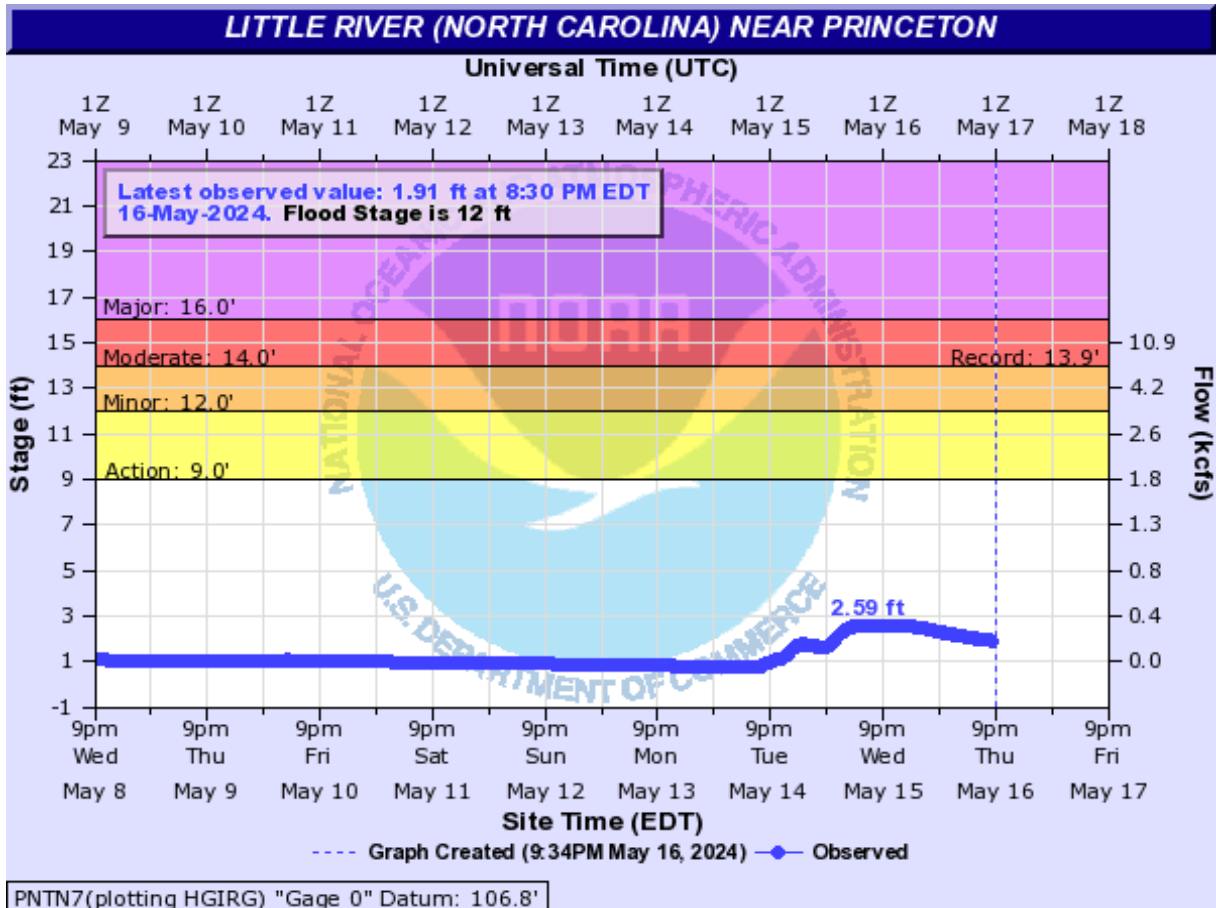 LITTLE RIVER (NORTH CAROLINA) NEAR PRINCETON
Universal Time (UTC)
1Z 1Z 1Z 1Z 1Z 1Z 1Z 1Z 1Z 1Z
May 9 May 10 May 11 May 12 May 13 May 14 May 15 May 16 May 17 May 18
Latest observed value: 1.91 ft at 8:30 PM EDT
16-May-2024. Flood Stage is 12 ft
Stage (ft)
23
21
19
17
15
13
11
9
7
5
3
1
-1
Major: 16.0'
Moderate: 14.0'
Record: 13.9'
Minor: 12.0'
Action: 9.0'
2.59 ft
NATIONAL OCEANIC AND ATMOSPHERIC ADMINISTRATION
NOAA
U.S. DEPARTMENT OF COMMERCE
Flow (kcfs)
10.9
4.2
2.6
1.8
1.3
0.8
0.4
0.0
9pm 9pm 9pm 9pm 9pm 9pm 9pm 9pm 9pm 9pm
Wed Thu Fri Sat Sun Mon Tue Wed Thu Fri
May 8 May 9 May 10 May 11 May 12 May 13 May 14 May 15 May 16 May 17
Site Time (EDT)
Graph Created (9:34PM May 16, 2024) Observed
PNTN7(plotting HGIRG) "Gage 0" Datum: 106.8'